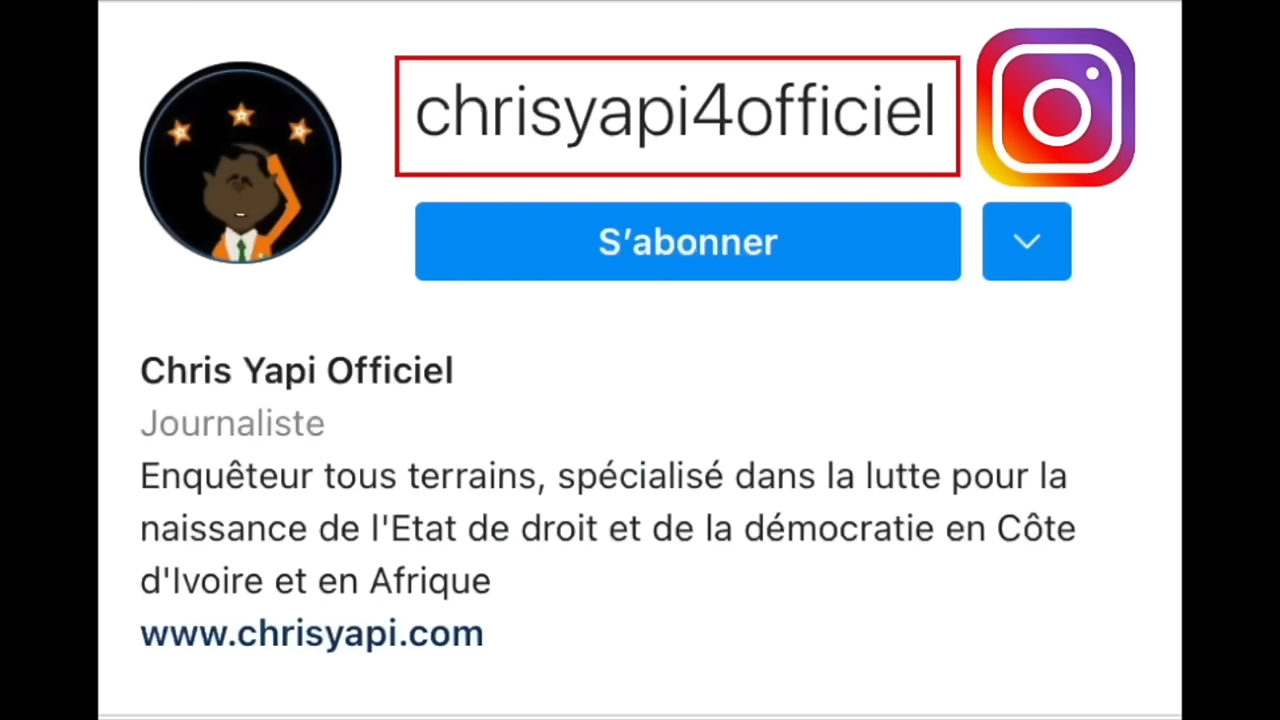 chrisyapi4officiel
S’abonner
Chris Yapi Officiel
Journaliste
Enquêteur tous terrains, spécialisé dans la lutte pour la
naissance de l'Etat de droit et de la démocratie en Côte
d'Ivoire et en Afrique
www.chrisyapi.com